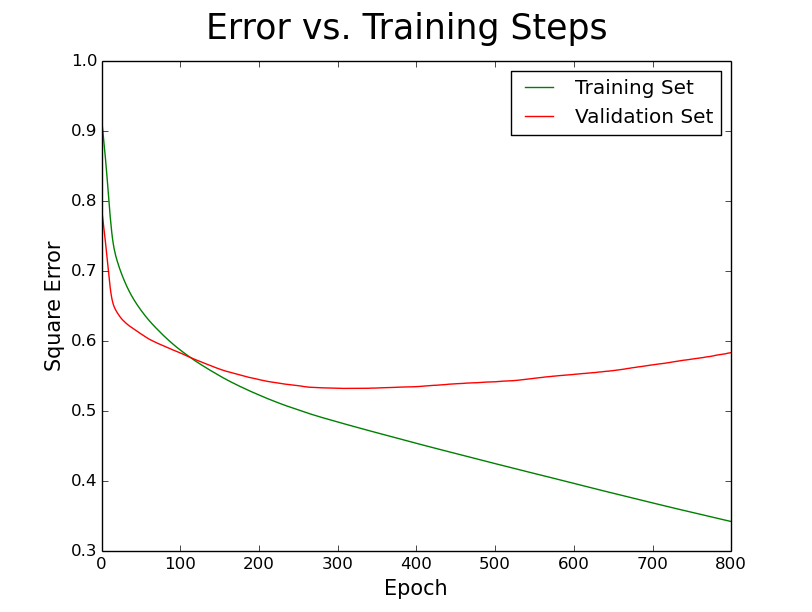 Error vs. Training Steps
Training Set
Validation Set
Square Error
1.0
0.9
0.8
0.7
0.6
0.5
0.4
0.3
0 100 200 300 400 500 600 700 800
Epoch